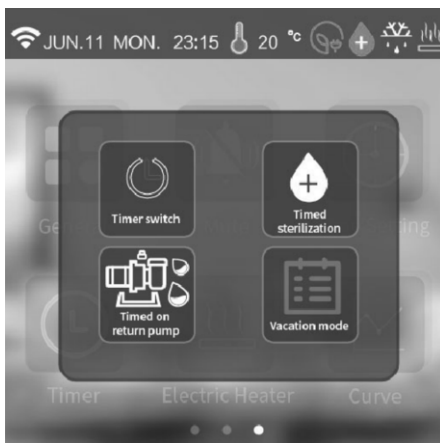 JUN.11 MON. 23:15 20 °C
Timer switch
Timed
sterilization
Timed on
return pump
Vacation mode
Timer
Electric Heater
Curve